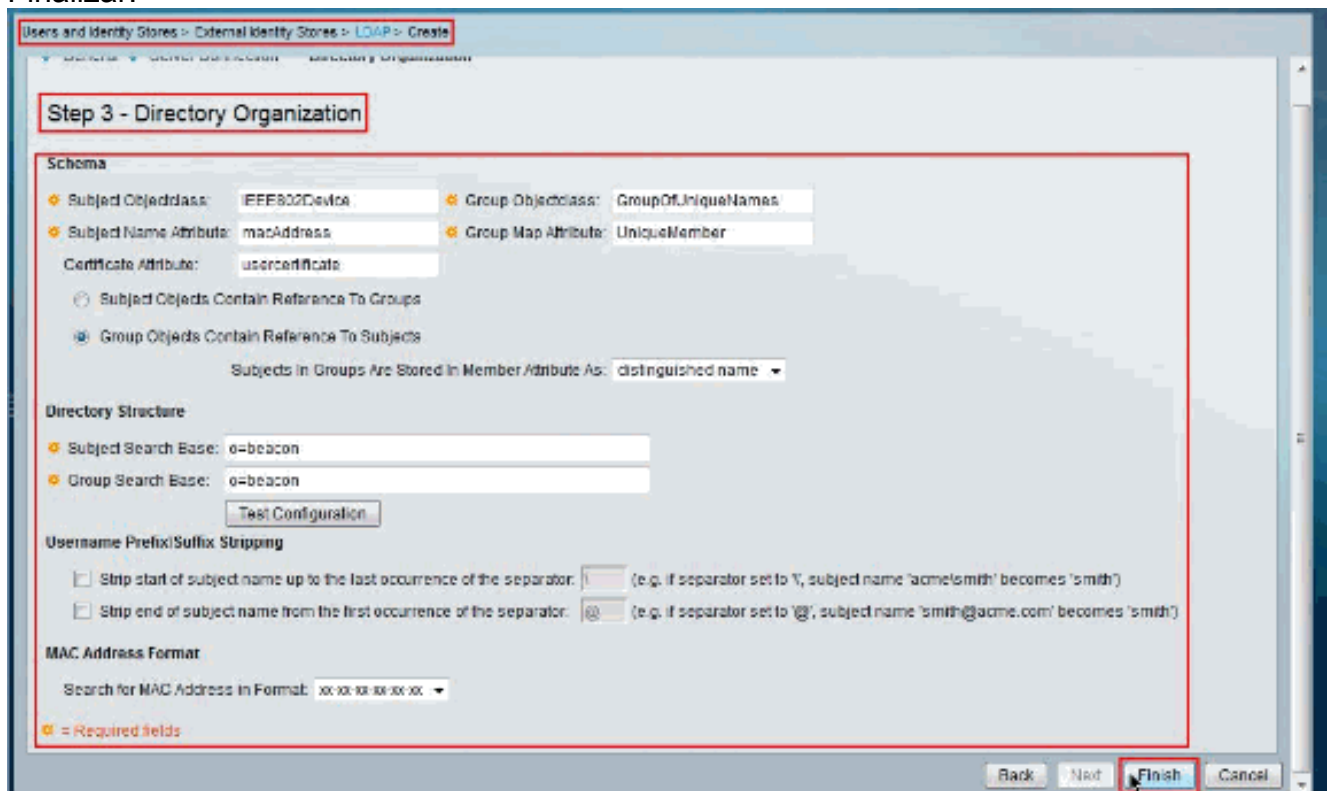 Finalizar.
Users and Identity Stores > External Identity Stores > LDAP > Create
General Server Connection Directory Organization
Step 3 - Directory Organization
Schema
Subject Objectclass: IEEE802Device Group Objectclass: GroupOfUniqueNames
Subject Name Attribute: macAddress Group Map Attribute: UniqueMember
Certificate Attribute: usercertificate
Subject Objects Contain Reference To Groups
Group Objects Contain Reference To Subjects
Subjects In Groups Are Stored In Member Attribute As: distinguished name
Directory Structure
Subject Search Base: o=beacon
Group Search Base: o=beacon
Test Configuration
Username Prefix\Suffix Stripping
Strip start of subject name up to the last occurrence of the separator: \ (e.g. if separator set to '\', subject name 'acme\smith' becomes 'smith')
Strip end of subject name from the first occurrence of the separator: @ (e.g. if separator set to '@', subject name 'smith@acme.com' becomes 'smith')
MAC Address Format
Search for MAC Address in Format: xx-xx-xx-xx-xx-xx
= Required fields
Back Next Finish Cancel